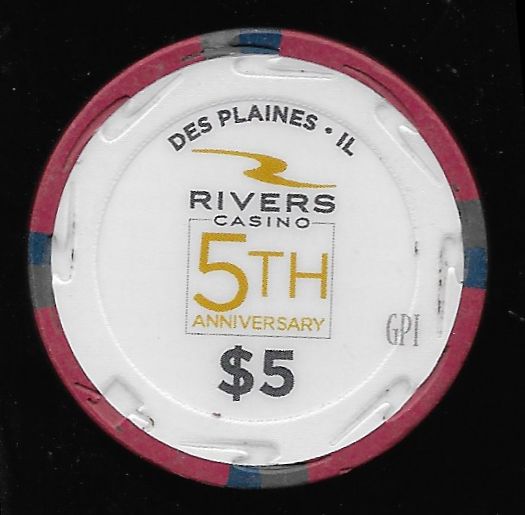 DES PLAINES • IL
RIVERS
CASINO
5TH
ANNIVERSARY
GPI
$5